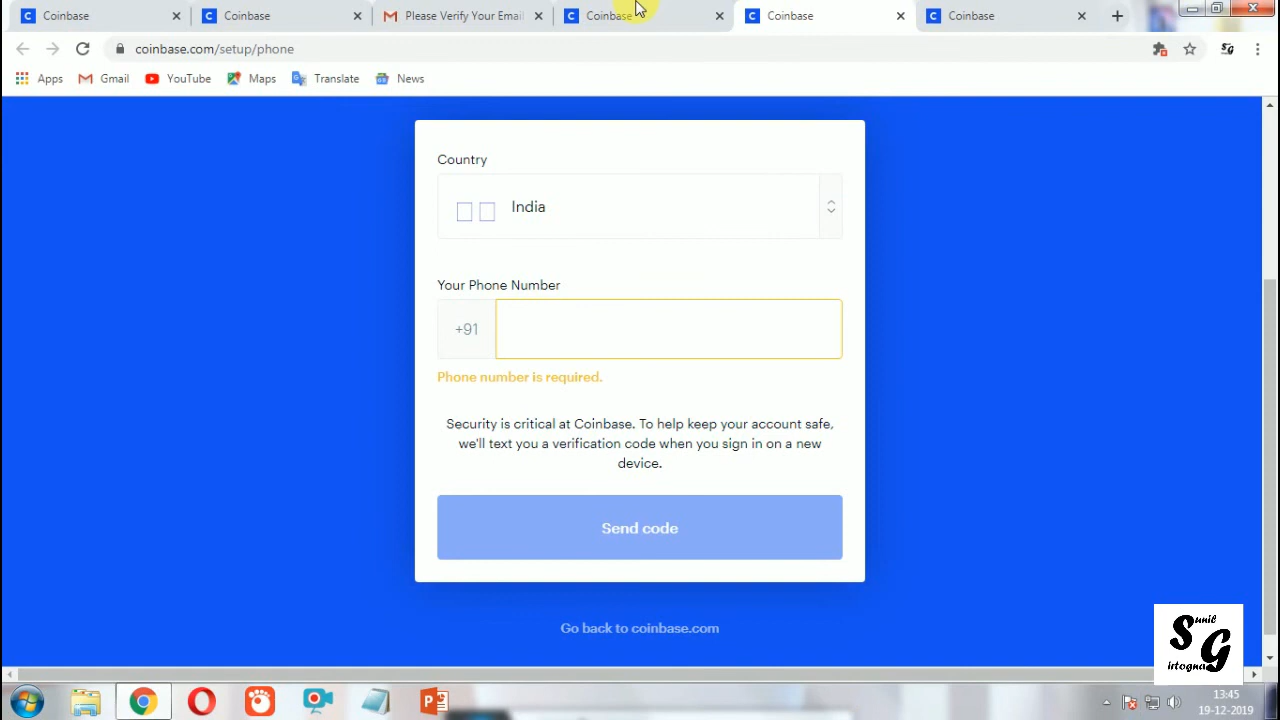 Coinbase
Coinbase
Please Verify Your Email
Coinbase
Coinbase
Coinbase
coinbase.com/setup/phone
Apps
Gmail
YouTube
Maps
Translate
News
Country
India
Your Phone Number
+91
Phone number is required.
Security is critical at Coinbase. To help keep your account safe,
we'll text you a verification code when you sign in on a new
device.
Send code
Go back to coinbase.com
Sunil
G
13:45
19-12-2019